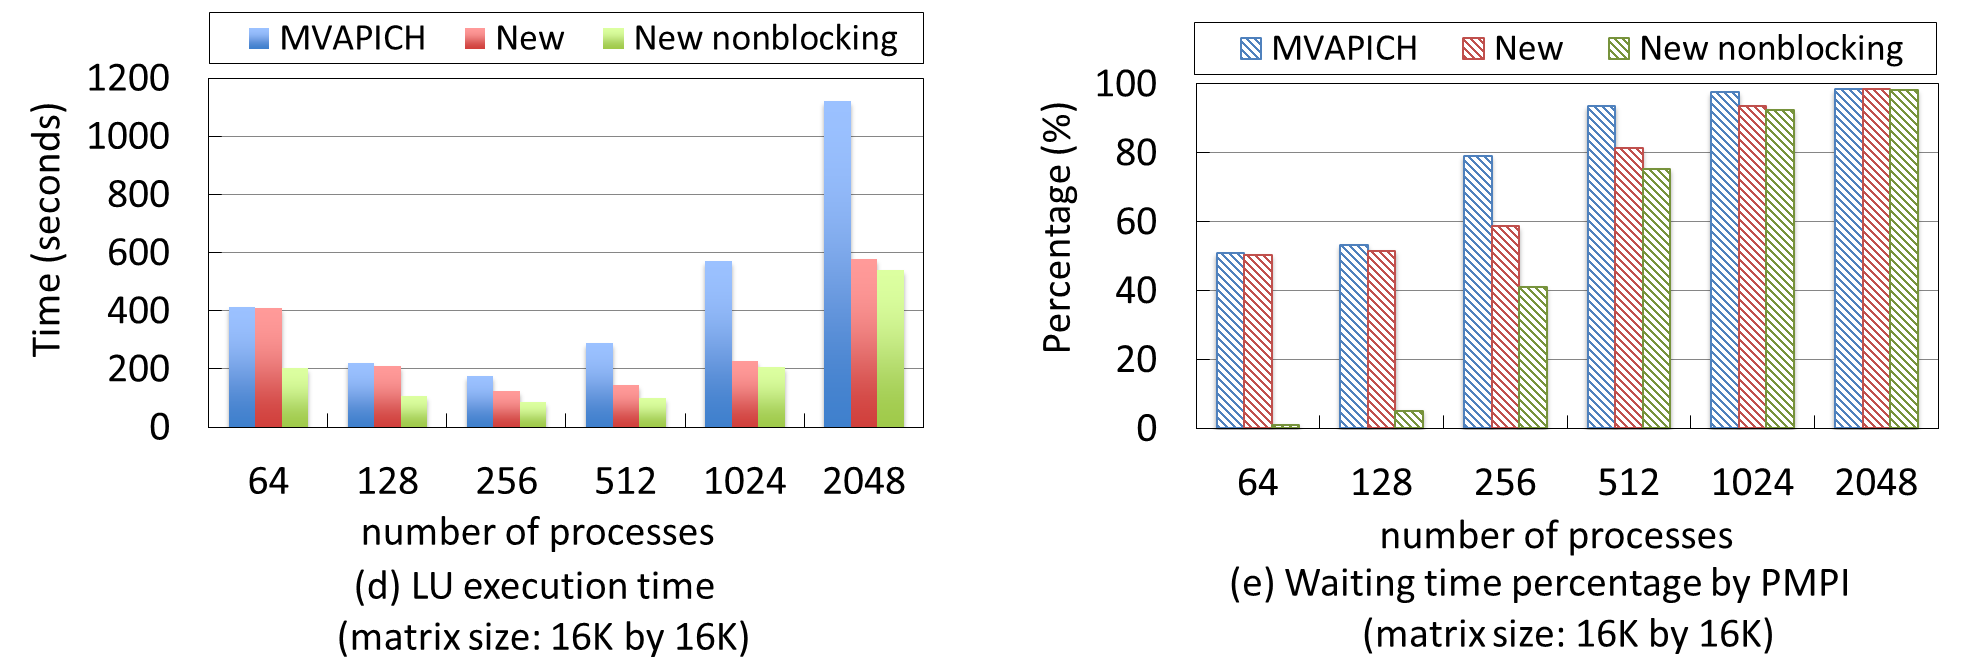 MVAPICH New New nonblocking
1200
1000
800
600
400
200
0
Time (seconds)
64 128 256 512 1024 2048
number of processes
(d) LU execution time
(matrix size: 16K by 16K)
MVAPICH New New nonblocking
100
80
60
40
20
0
Percentage (%)
64 128 256 512 1024 2048
number of processes
(e) Waiting time percentage by PMPI
(matrix size: 16K by 16K)